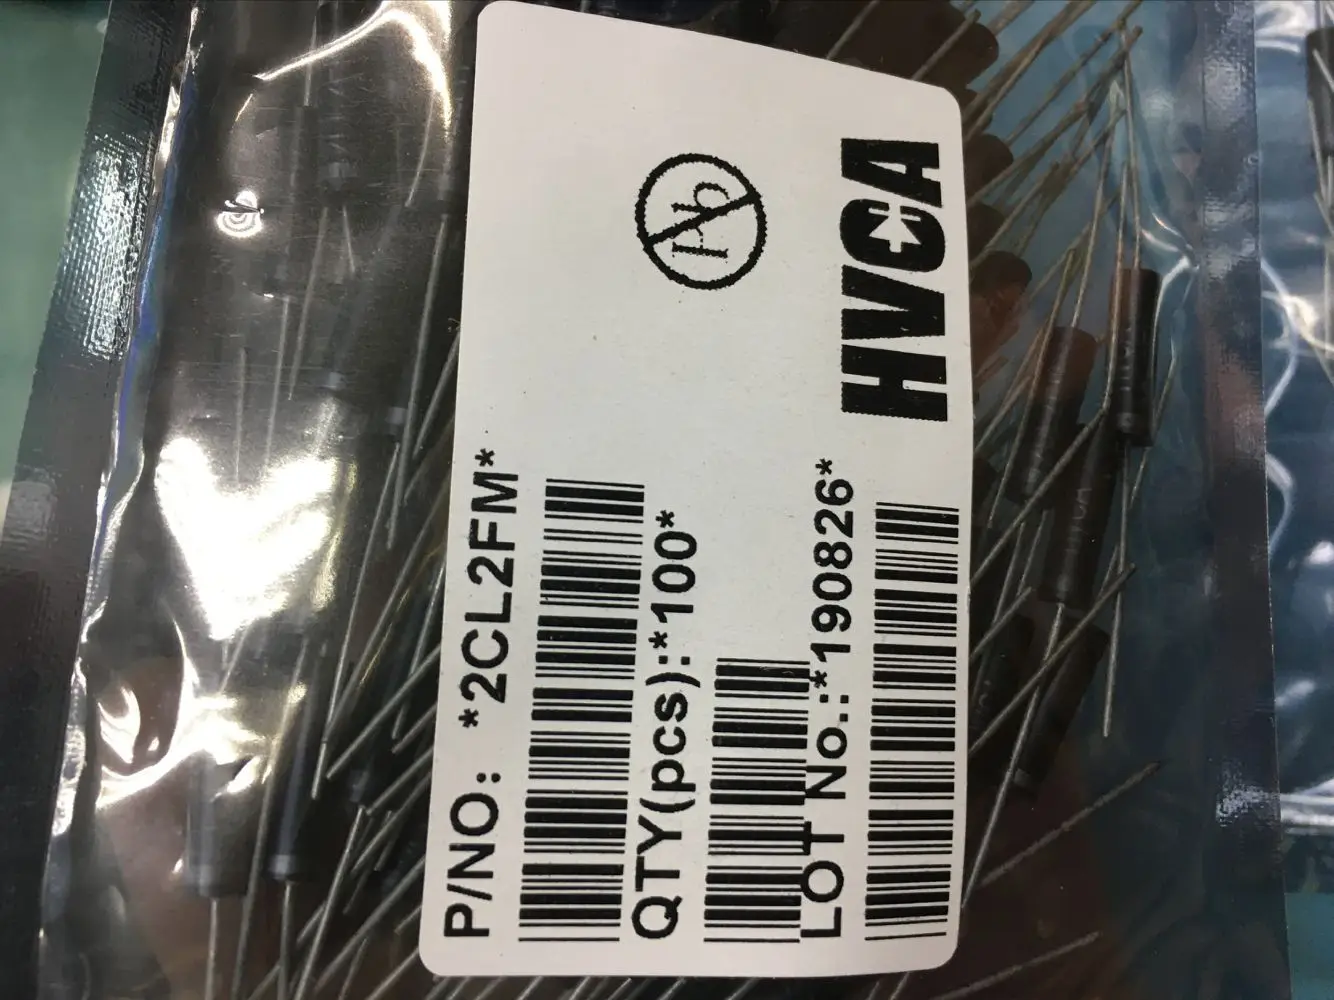 HVCA
Pb
P/NO: *2CL2FM*
QTY(pcs):*100*
LOT No.:*190826*